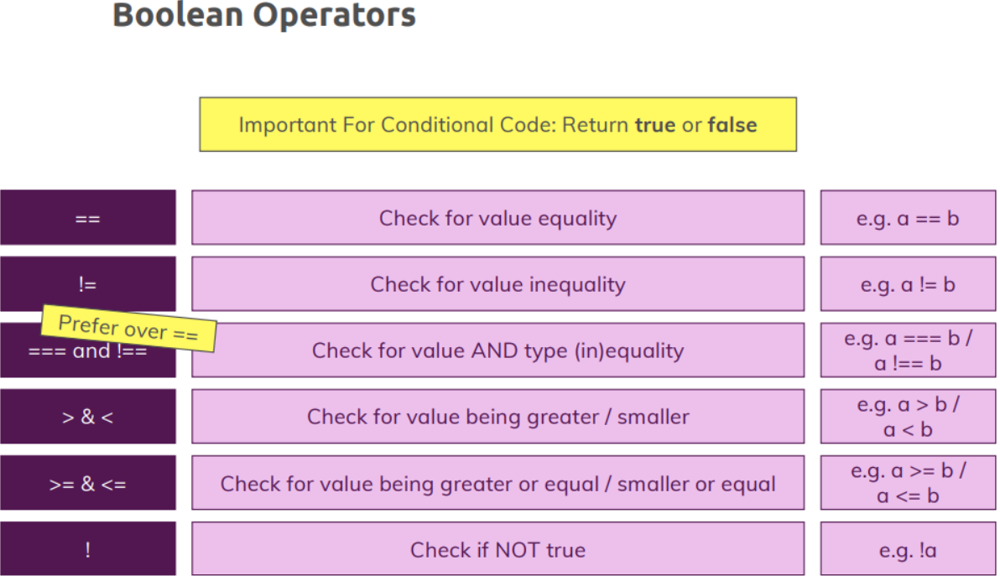 Boolean Operators
Important For Conditional Code: Return true or false
==
Check for value equality
e.g. a == b
!=
Check for value inequality
e.g. a != b
Prefer over ==
=== and !==
Check for value AND type (in)equality
e.g. a === b /
a !== b
> & <
Check for value being greater / smaller
e.g. a > b /
a < b
>= & <=
Check for value being greater or equal / smaller or equal
e.g. a >= b /
a <= b
!
Check if NOT true
e.g. !a